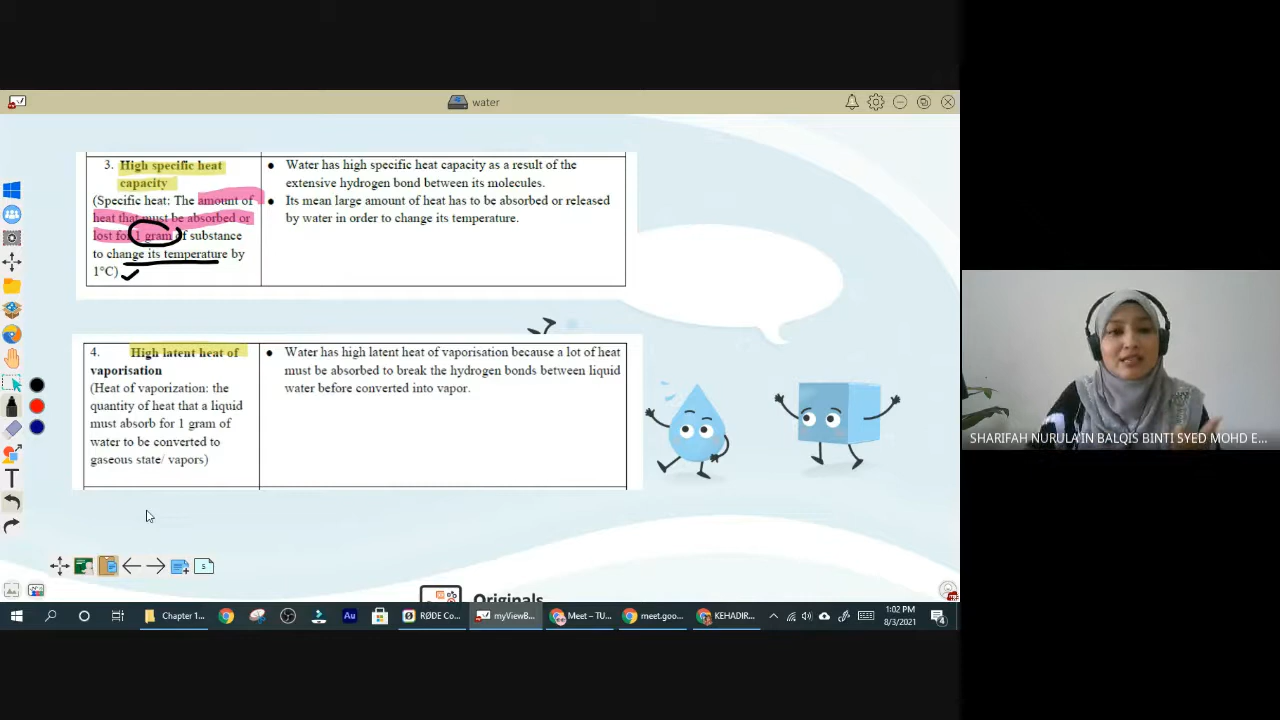 water
3. High specific heat
capacity
(Specific heat: The amount of
heat that must be absorbed or
lost for 1 gram of substance
to change its temperature by
1°C)
● Water has high specific heat capacity as a result of the
extensive hydrogen bond between its molecules.
● Its mean large amount of heat has to be absorbed or released
by water in order to change its temperature.
4. High latent heat of
vaporisation
(Heat of vaporization: the
quantity of heat that a liquid
must absorb for 1 gram of
water to be converted to
gaseous state/ vapors)
● Water has high latent heat of vaporisation because a lot of heat
must be absorbed to break the hydrogen bonds between liquid
water before converted into vapor.
SHARIFAH NURULA'IN BALQIS BINTI SYED MOHD E...
T
5
Originals
Chapter 1...
Au
RØDE Co...
myViewB...
Meet – TU...
meet.goo...
KEHADIR...
1:02 PM
8/3/2021
4